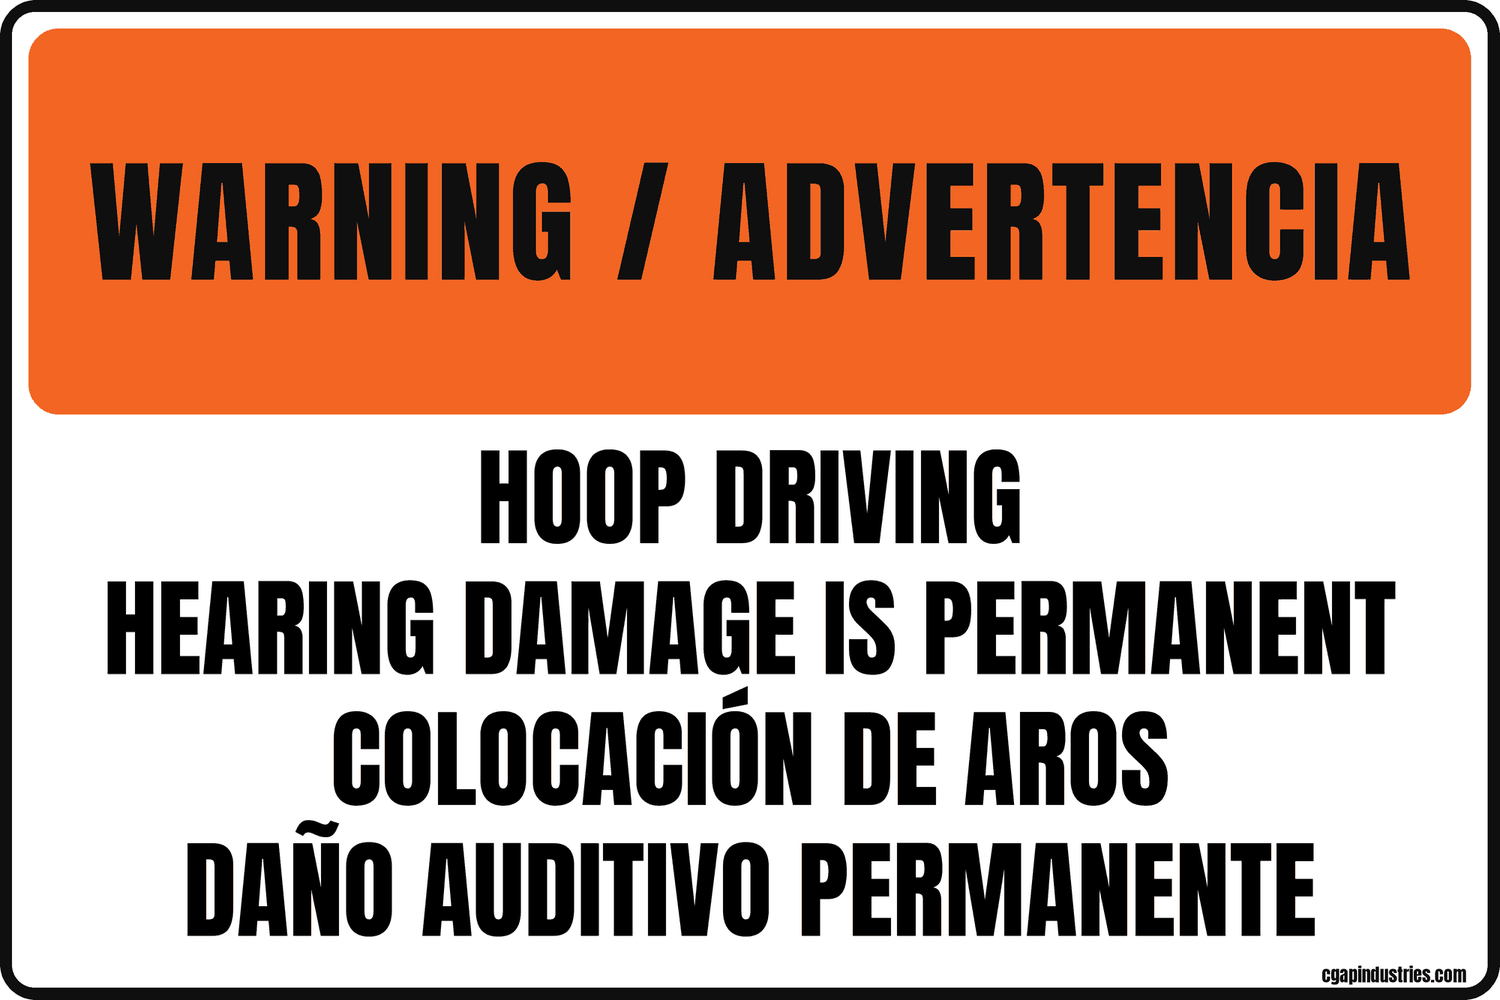 WARNING / ADVERTENCIA
HOOP DRIVING
HEARING DAMAGE IS PERMANENT
COLOCACIÓN DE AROS
DAÑO AUDITIVO PERMANENTE
cgapindustries.com